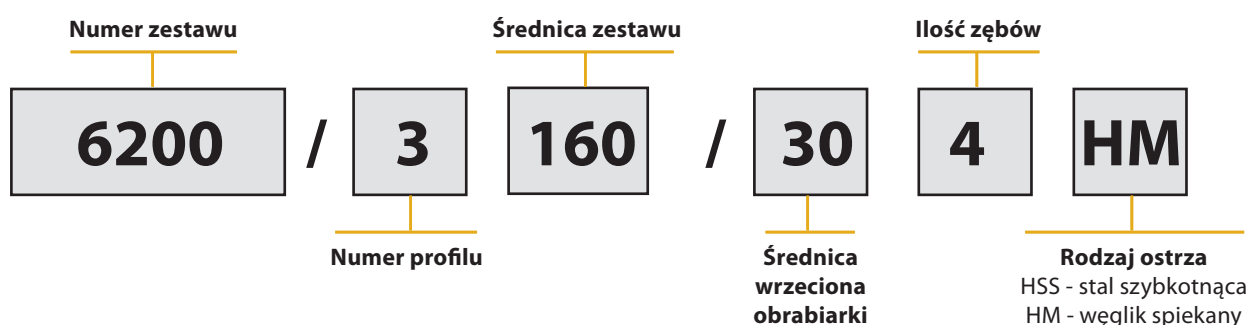 Numer zestawu Średnica zestawu Ilość zębów
6200 / 3 160 / 30 4 HM
Numer profilu Średnica wrzeciona obrabiarki Rodzaj ostrza
HSS - stal szybkotnąca
HM - węglik spiekany